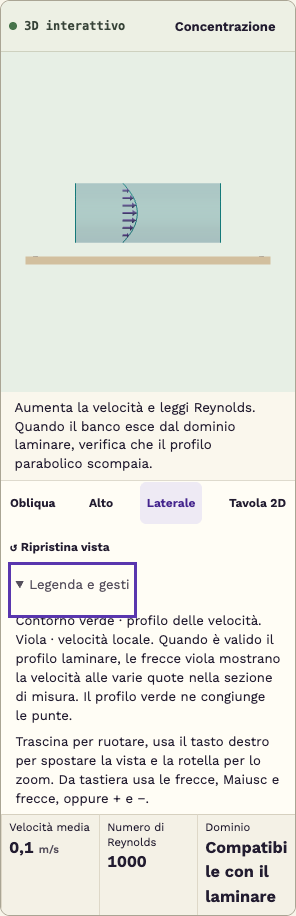 3D interattivo
Concentrazione
Aumenta la velocità e leggi Reynolds.
Quando il banco esce dal dominio
laminare, verifica che il profilo
parabolico scompaia.
Obliqua Alto Laterale Tavola 2D
↺ Ripristina vista
▼ Legenda e gesti
Contorno verde · profilo delle velocità.
Viola · velocità locale. Quando è valido il
profilo laminare, le frecce viola mostrano
la velocità alle varie quote nella sezione
di misura. Il profilo verde ne congiunge
le punte.
Trascina per ruotare, usa il tasto destro
per spostare la vista e la rotella per lo
zoom. Da tastiera usa le frecce, Maiusc e
frecce, oppure + e −.
Velocità media
0,1 m/s
Numero di
Reynolds
1000
Dominio
Compatibi
le con il
laminare